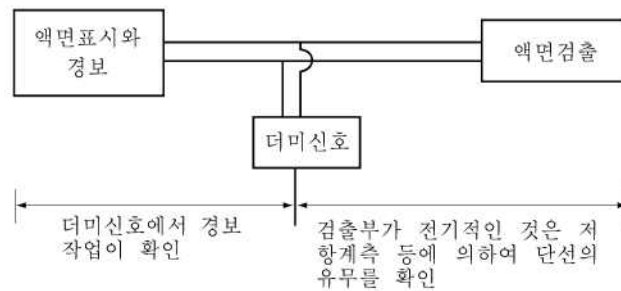 액면표시와
경보
액면검출
더미신호
더미신호에서 경보
작업이 확인
검출부가 전기적인 것은 저
항계측 등에 의하여 단선의
유무를 확인